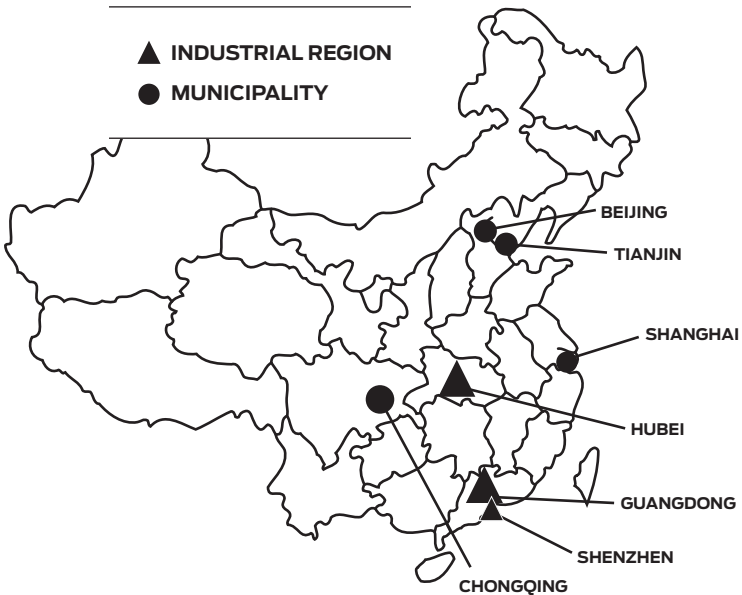 INDUSTRIAL REGION
MUNICIPALITY
BEIJING
TIANJIN
SHANGHAI
HUBEI
GUANGDONG
SHENZHEN
CHONGQING